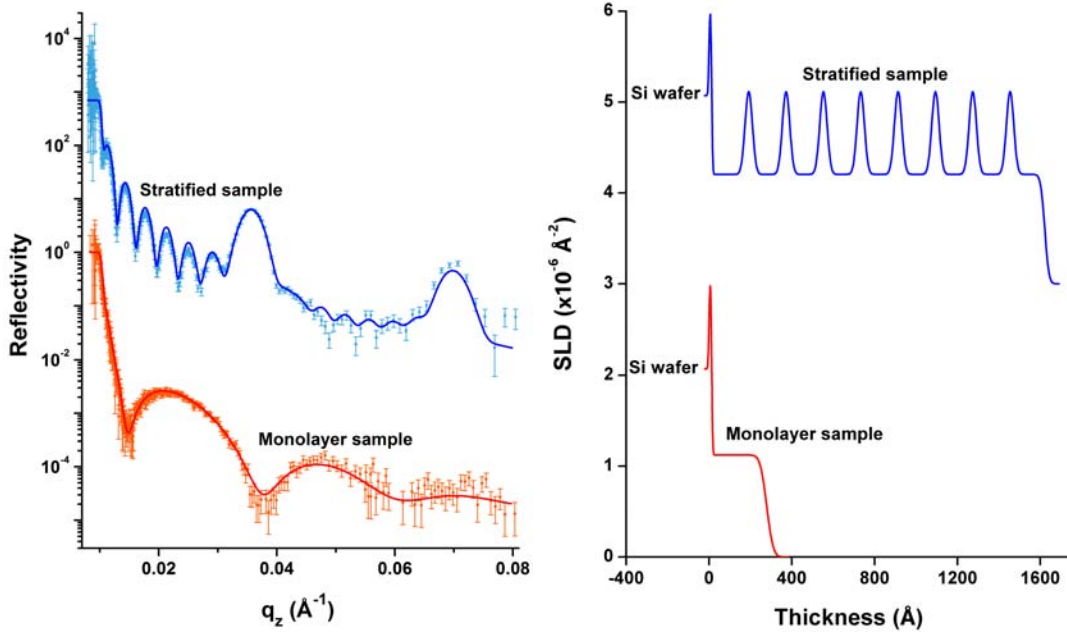 10⁴
10²
10⁰
10⁻²
10⁻⁴
Reflectivity
Stratified sample
Monolayer sample
0.02
0.04
0.06
0.08
q_z (Å⁻¹)
6
5
4
3
2
1
0
SLD (x10⁻⁶ Å⁻²)
Si wafer
Stratified sample
Si wafer
Monolayer sample
-400
0
400
800
1200
1600
Thickness (Å)